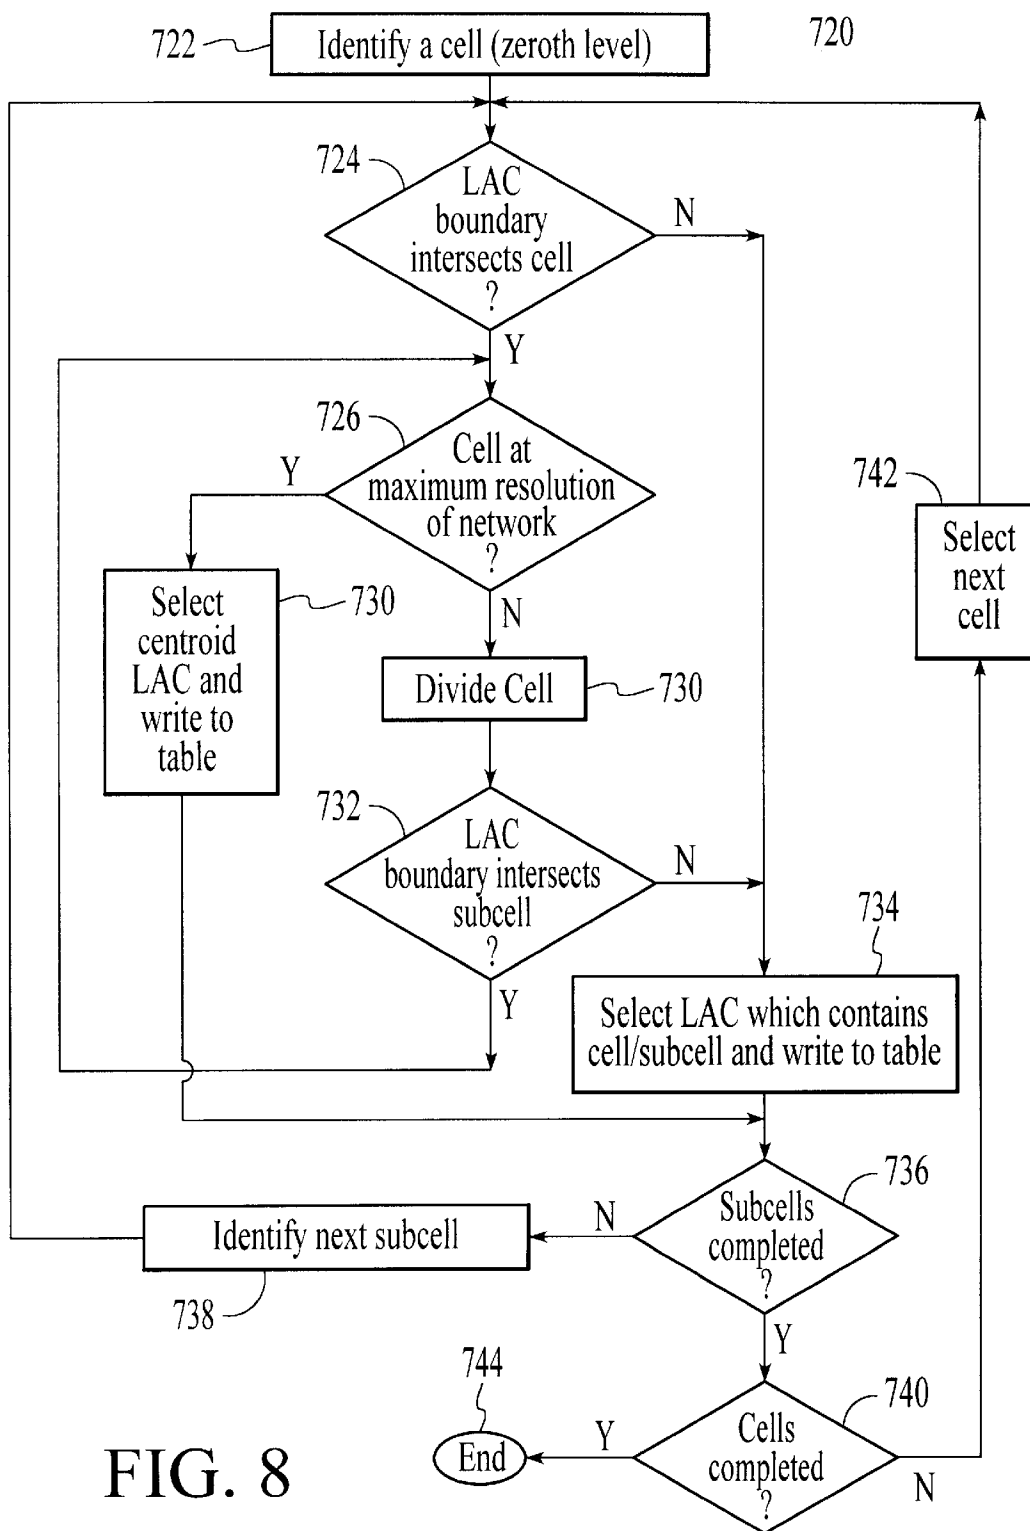 722
Identify a cell (zeroth level)
720
724
LAC
boundary
intersects cell
?
N
Y
726
Cell at
maximum resolution
of network
?
Y
N
742
Select
next
cell
Select
centroid
LAC and
write to
table
730
Divide Cell
730
732
LAC
boundary intersects
subcell
?
N
Y
734
Select LAC which contains
cell/subcell and write to table
736
Subcells
completed
?
N
Y
Identify next subcell
738
740
Cells
completed
?
Y
N
744
End
FIG. 8